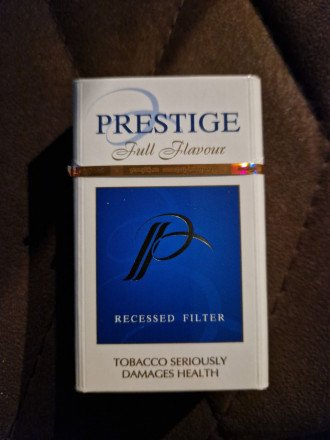 PRESTIGE
Full Flavour
RECESSED FILTER
TOBACCO SERIOUSLY
DAMAGES HEALTH